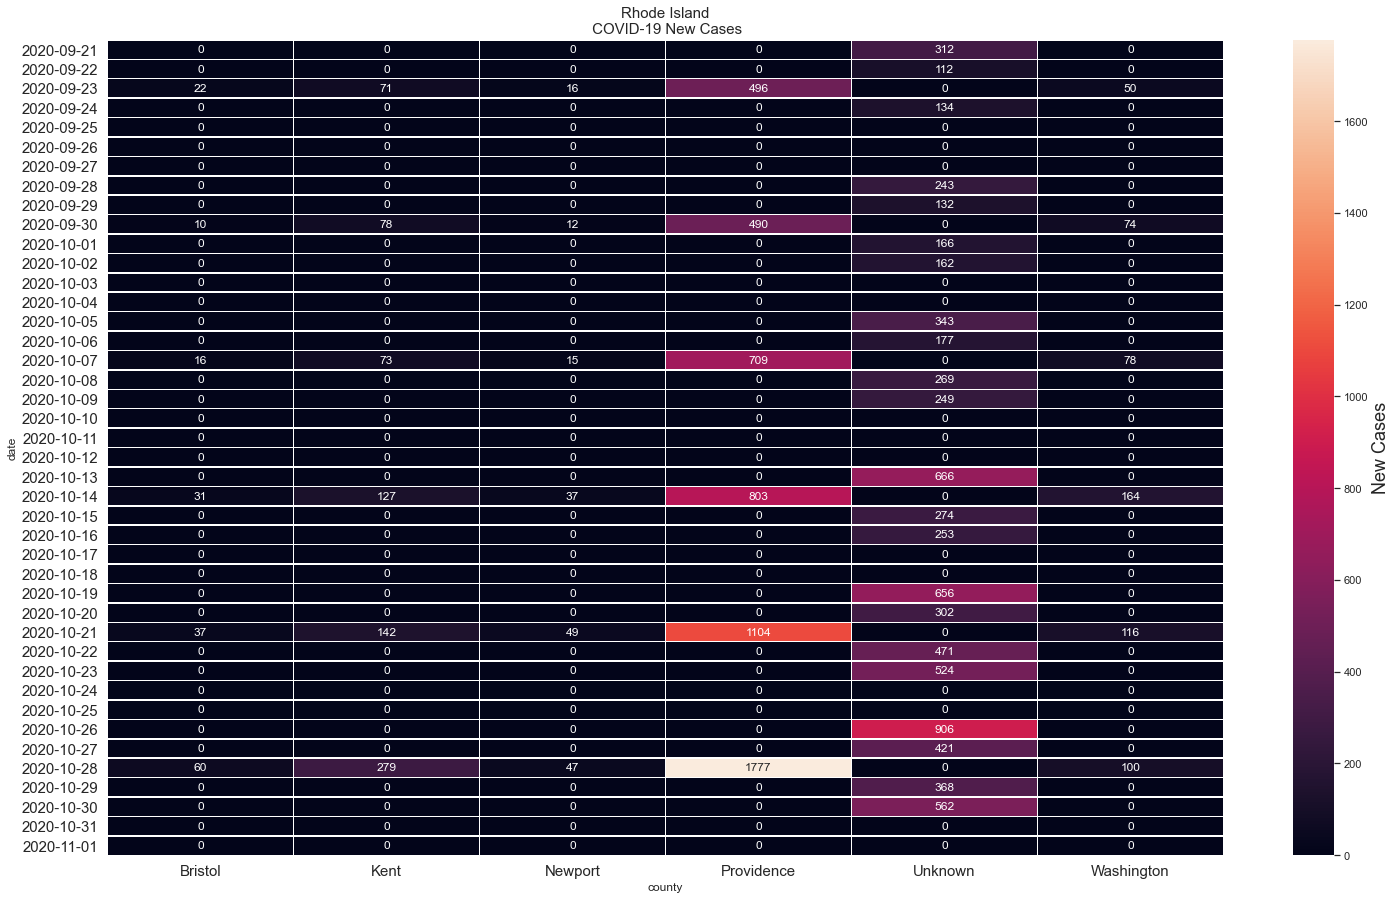 Rhode Island
COVID-19 New Cases
2020-09-21 0 0 0 0 312 0
2020-09-22 0 0 0 0 112 0
2020-09-23 22 71 16 496 0 50
2020-09-24 0 0 0 0 134 0
2020-09-25 0 0 0 0 0 0
2020-09-26 0 0 0 0 0 0
2020-09-27 0 0 0 0 0 0
2020-09-28 0 0 0 0 243 0
2020-09-29 0 0 0 0 132 0
2020-09-30 10 78 12 490 0 74
2020-10-01 0 0 0 0 166 0
2020-10-02 0 0 0 0 162 0
2020-10-03 0 0 0 0 0 0
2020-10-04 0 0 0 0 0 0
2020-10-05 0 0 0 0 343 0
2020-10-06 0 0 0 0 177 0
2020-10-07 16 73 15 709 0 78
2020-10-08 0 0 0 0 269 0
2020-10-09 0 0 0 0 249 0
2020-10-10 0 0 0 0 0 0
2020-10-11 0 0 0 0 0 0
2020-10-12 0 0 0 0 0 0
2020-10-13 0 0 0 0 666 0
2020-10-14 31 127 37 803 0 164
2020-10-15 0 0 0 0 274 0
2020-10-16 0 0 0 0 253 0
2020-10-17 0 0 0 0 0 0
2020-10-18 0 0 0 0 0 0
2020-10-19 0 0 0 0 656 0
2020-10-20 0 0 0 0 302 0
2020-10-21 37 142 49 1104 0 116
2020-10-22 0 0 0 0 471 0
2020-10-23 0 0 0 0 524 0
2020-10-24 0 0 0 0 0 0
2020-10-25 0 0 0 0 0 0
2020-10-26 0 0 0 0 906 0
2020-10-27 0 0 0 0 421 0
2020-10-28 60 279 47 1777 0 100
2020-10-29 0 0 0 0 368 0
2020-10-30 0 0 0 0 562 0
2020-10-31 0 0 0 0 0 0
2020-11-01 0 0 0 0 0 0
date
Bristol Kent Newport Providence Unknown Washington
county
1600
1400
1200
1000
800
600
400
200
0
New Cases